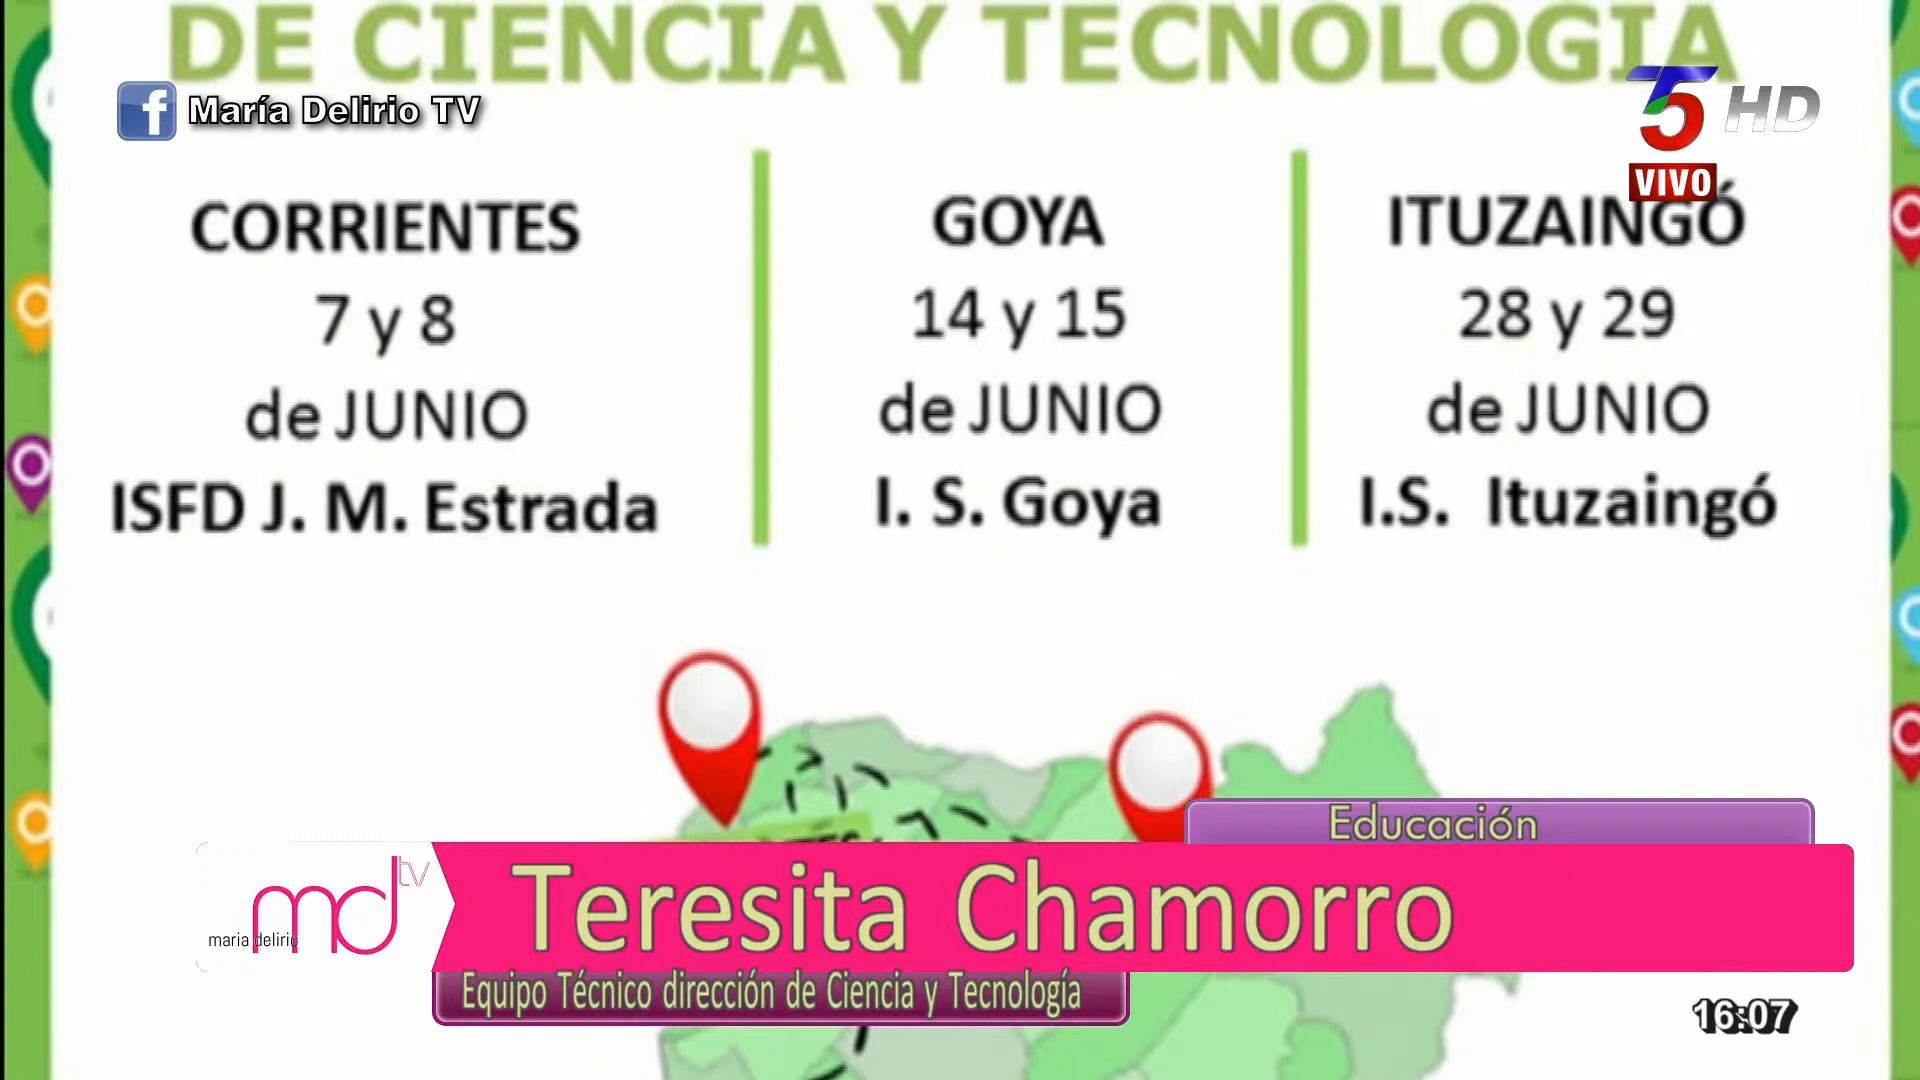 DE CIENCIA Y TECNOLOGÍA
María Delirio TV
5 HD
VIVO
CORRIENTES
7 y 8
de JUNIO
ISFD J. M. Estrada
GOYA
14 y 15
de JUNIO
I. S. Goya
ITUZAINGÓ
28 y 29
de JUNIO
I.S. Ituzaingó
Educación
md tv
maria delirio
Teresita Chamorro
Equipo Técnico dirección de Ciencia y Tecnología
16:07